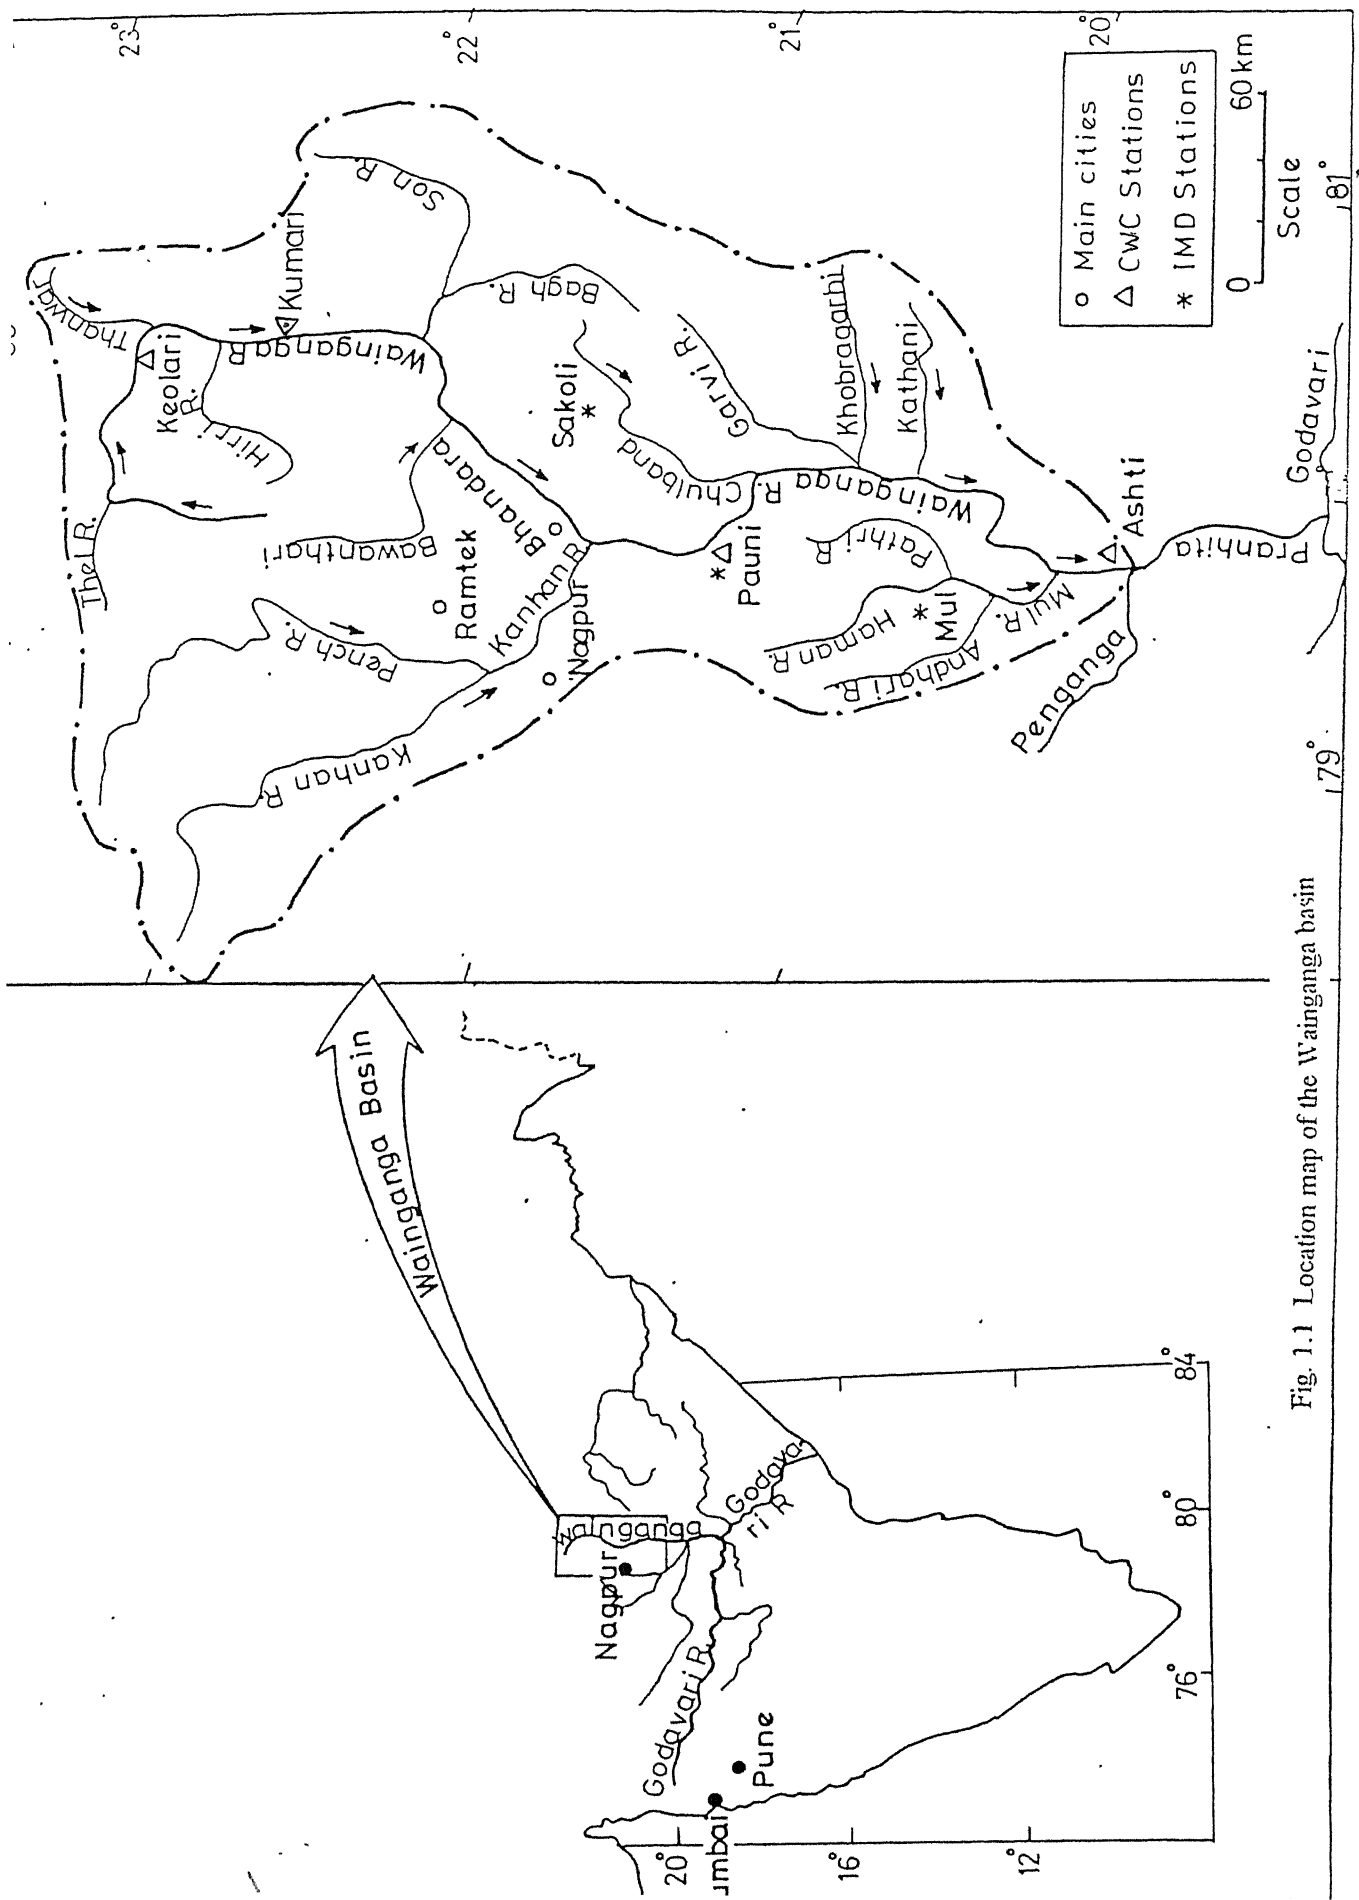 23°
22°
21°
20°
Thanwar
Son R.
Kumari
Keolari
Hirri R.
Wainganga R
Bagh R.
Thel R.
Bawanthari
Sakoli
Garvi R.
Khobragarhi
Kathani
Chulband
Bhandara
Ramtek
Pench R.
Kanhan R
Nagpur
Kanhan R.
Pauni
Wainganga R.
Wainganga
Pathri R
Haman R.
Mul
Andhari R.
Mul R.
Ashti
Penganga
Pranhita
Godavari
o Main cities
△ CWC Stations
* IMD Stations
0 60 km
Scale
81°
79°
Wainganga Basin
Wainganga
Nagpur
Godavari R.
Godava
ri R
Pune
umbai
20°
16°
12°
76°
80°
84°
Fig. 1.1 Location map of the Wainganga basin